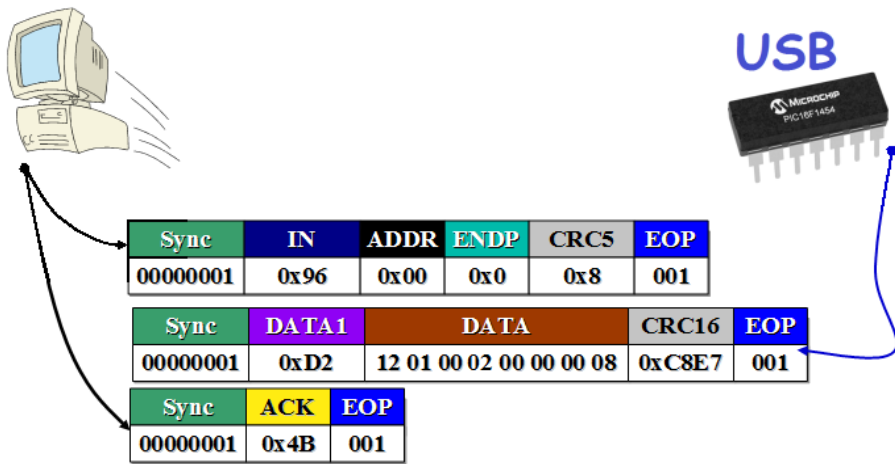 USB
MICROCHIP
PIC16F1454
Sync IN ADDR ENDP CRC5 EOP
00000001 0x96 0x00 0x0 0x8 001
Sync DATA1 DATA CRC16 EOP
00000001 0xD2 12 01 00 02 00 00 00 08 0xC8E7 001
Sync ACK EOP
00000001 0x4B 001